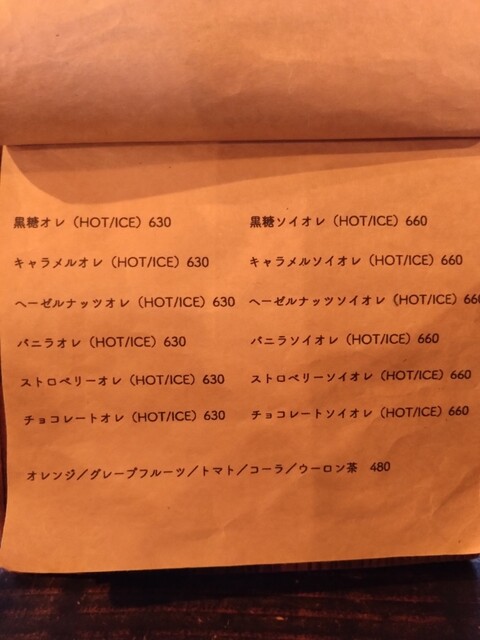 黒糖オレ（HOT/ICE）630
黒糖ソイオレ（HOT/ICE）660
キャラメルオレ（HOT/ICE）630
キャラメルソイオレ（HOT/ICE）660
ヘーゼルナッツオレ（HOT/ICE）630
ヘーゼルナッツソイオレ（HOT/ICE）660
バニラオレ（HOT/ICE）630
バニラソイオレ（HOT/ICE）660
ストロベリーオレ（HOT/ICE）630
ストロベリーソイオレ（HOT/ICE）660
チョコレートオレ（HOT/ICE）630
チョコレートソイオレ（HOT/ICE）660
オレンジ／グレープフルーツ／トマト／コーラ／ウーロン茶　480